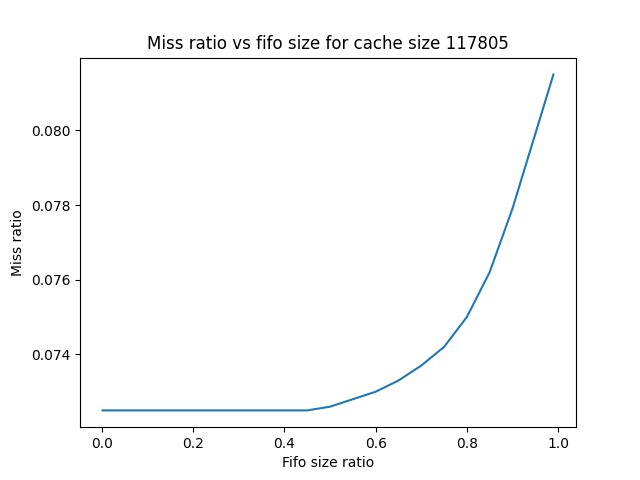 Miss ratio vs fifo size for cache size 117805
0.080
0.078
0.076
0.074
Miss ratio
0.0 0.2 0.4 0.6 0.8 1.0
Fifo size ratio